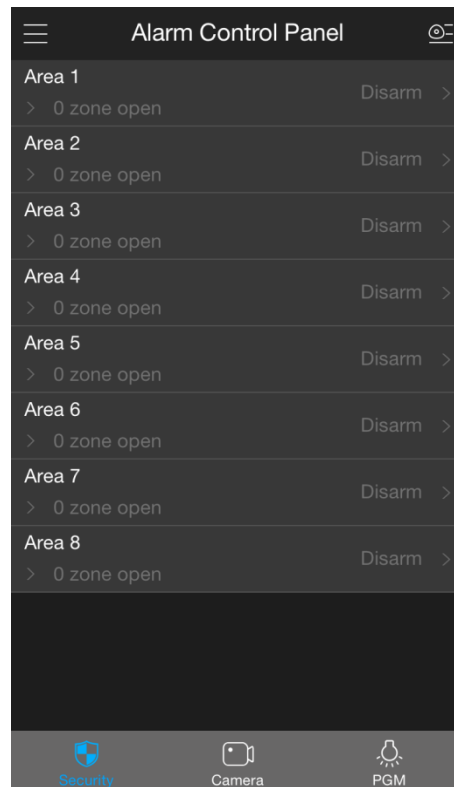 Alarm Control Panel
Area 1
> 0 zone open
Disarm >
Area 2
> 0 zone open
Disarm >
Area 3
> 0 zone open
Disarm >
Area 4
> 0 zone open
Disarm >
Area 5
> 0 zone open
Disarm >
Area 6
> 0 zone open
Disarm >
Area 7
> 0 zone open
Disarm >
Area 8
> 0 zone open
Disarm >
Security
Camera
PGM